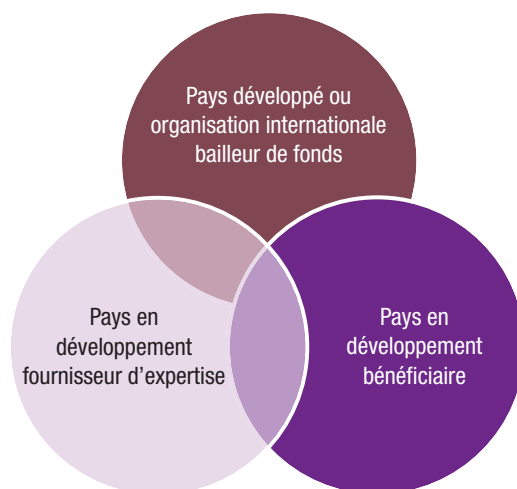 Pays développé ou
organisation internationale
bailleur de fonds
Pays en
développement
fournisseur d’expertise
Pays en
développement
bénéficiaire